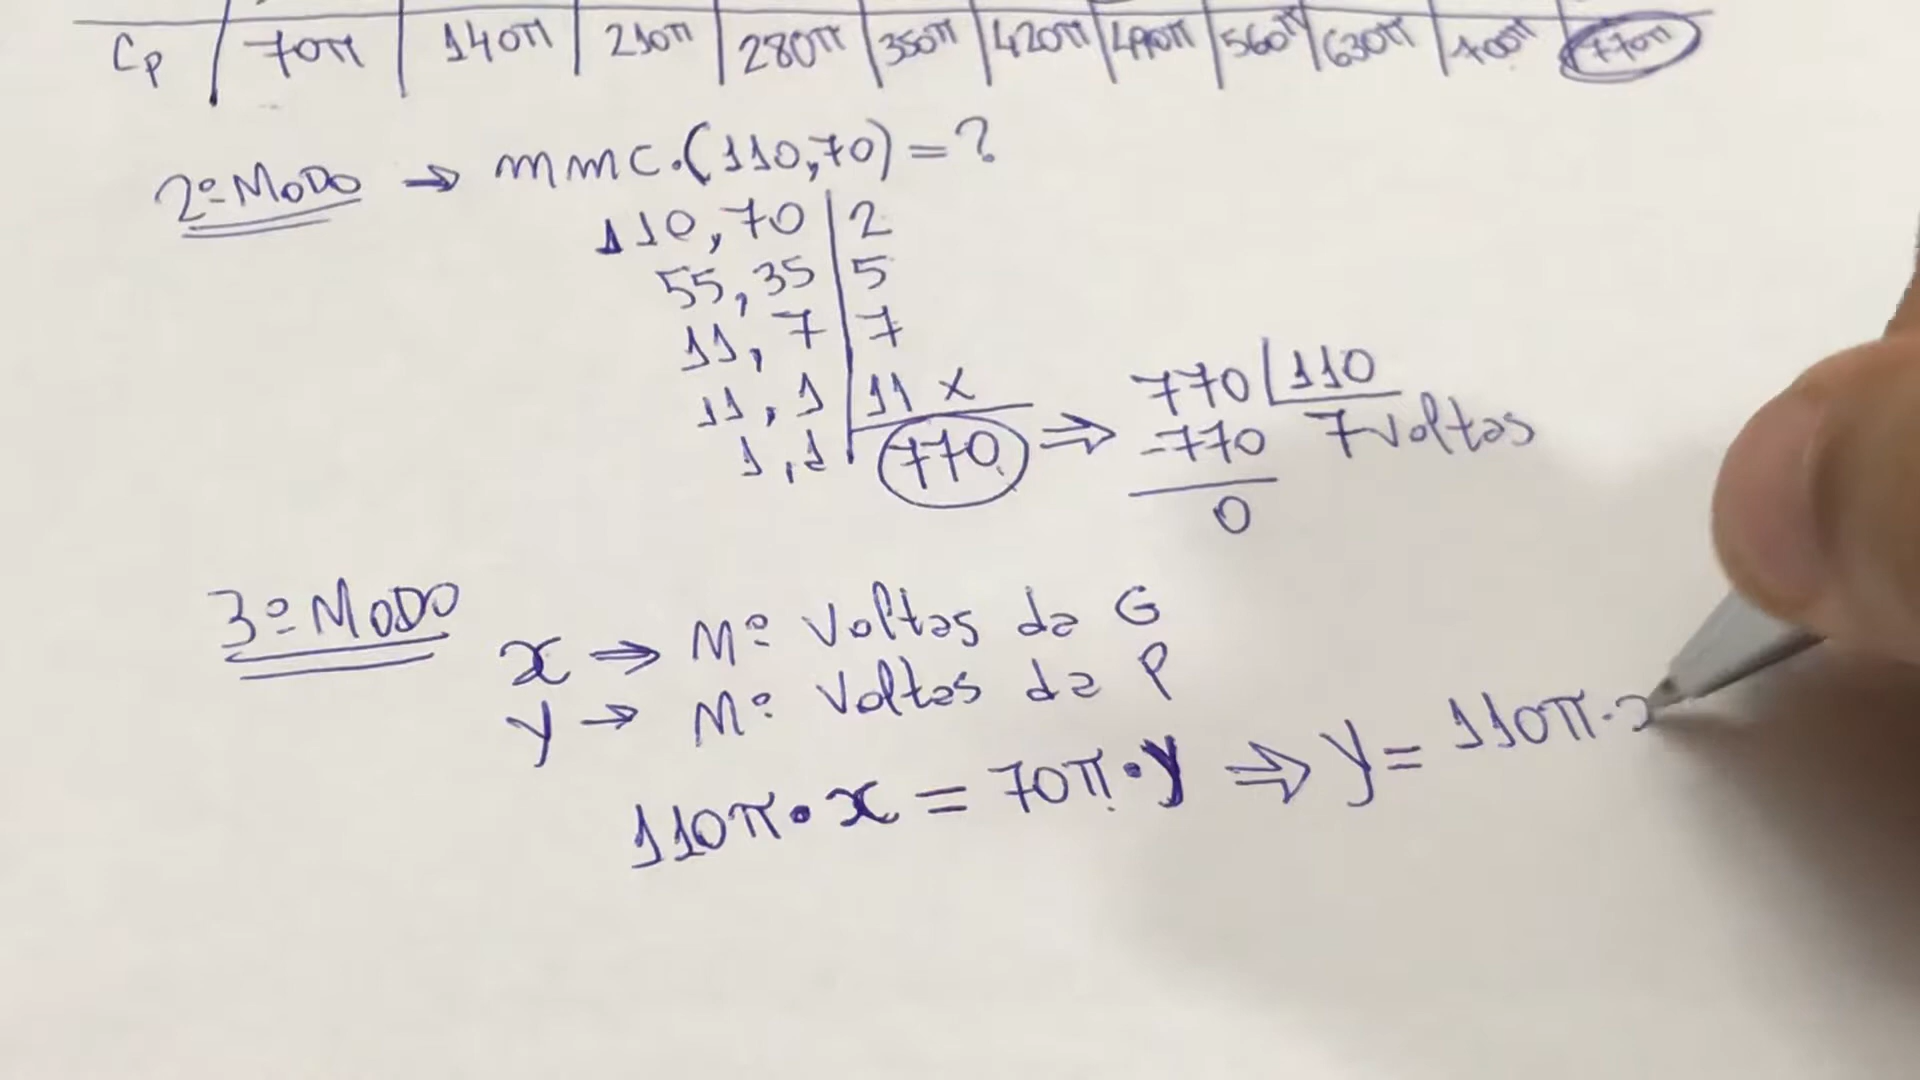 Cp 70π 140π 210π 280π 350π 420π 490π 560π 630π 700π 770π
2º MODO → mmc.(110,70) = ?
110, 70 | 2
55, 35 | 5
11, 7 | 7
11, 1 | 11 x
1, 1 770 ⇒ 770 | 110
-770 7 voltas
0
3º MODO
x → Nº Voltas da G
y → Nº Voltas da P
110π • x = 70π • y ⇒ y = 110π • x